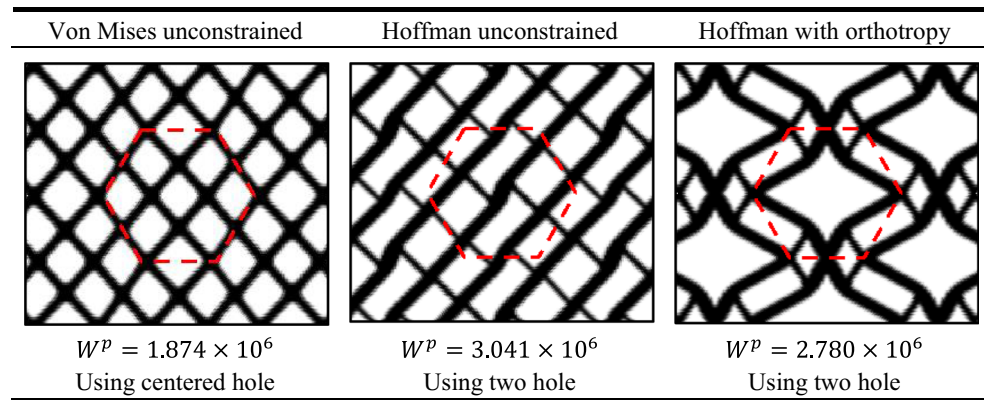 Von Mises unconstrained Hoffman unconstrained Hoffman with orthotropy
W^p = 1.874 × 10^6 W^p = 3.041 × 10^6 W^p = 2.780 × 10^6
Using centered hole Using two hole Using two hole